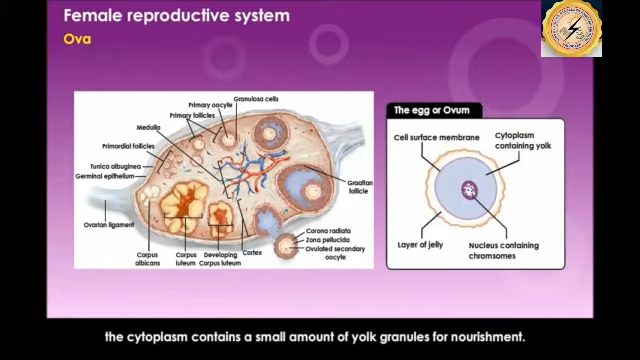 Female reproductive system
Ova
Granulosa cells
Primary oocyte
Primary follicles
Medulla
Primordial follicles
Tunica albuginea
Germinal epithelium
Graafian
follicle
Ovarian ligament
Corpus
albicans
Corpus
luteum
Developing
Corpus luteum
Cortex
Corona radiata
Zona pellucida
Ovulated secondary
oocyte
The egg or Ovum
Cell surface membrane
Cytoplasm
containing yolk
Layer of jelly
Nucleus containing
chromsomes
the cytoplasm contains a small amount of yolk granules for nourishment.